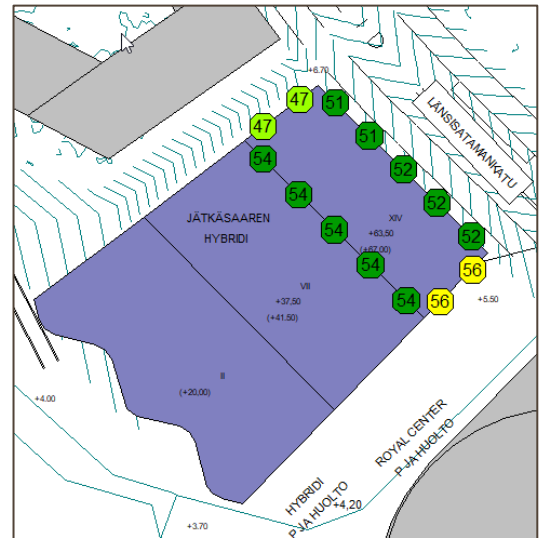 +6.70
47
51
47
51
54
52
54
52
LÄNSISATAMANKATU
JÄTKÄSAAREN
HYBRIDI
XIV
+63,50
(+67,00)
54
52
54
56
VII
+37,50
(+41.50)
54
56
+5.50
II
(+20,00)
+4.00
ROYAL CENTER
P JA HUOLTO
HYBRIDI
P JA HUOLTO
+4,20
+3.70